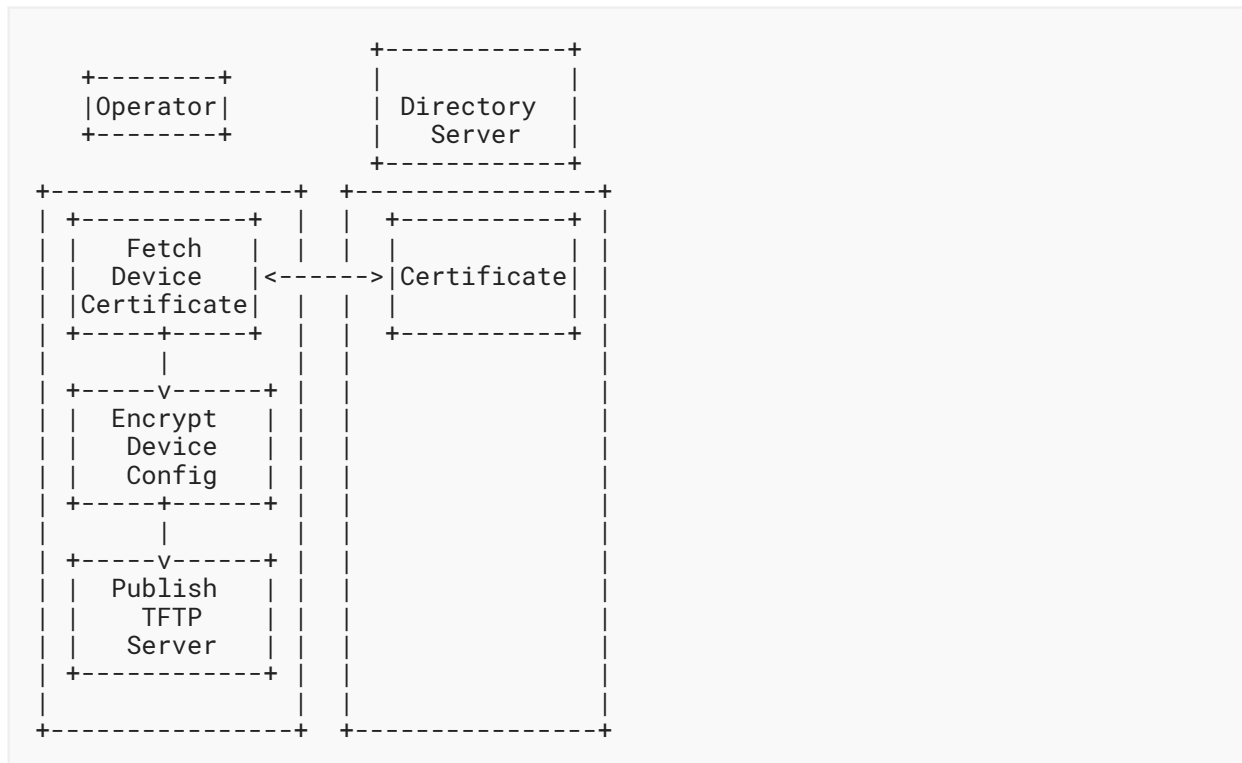 Operator
Directory
Server
Fetch
Device
Certificate
Certificate
Encrypt
Device
Config
Publish
TFTP
Server